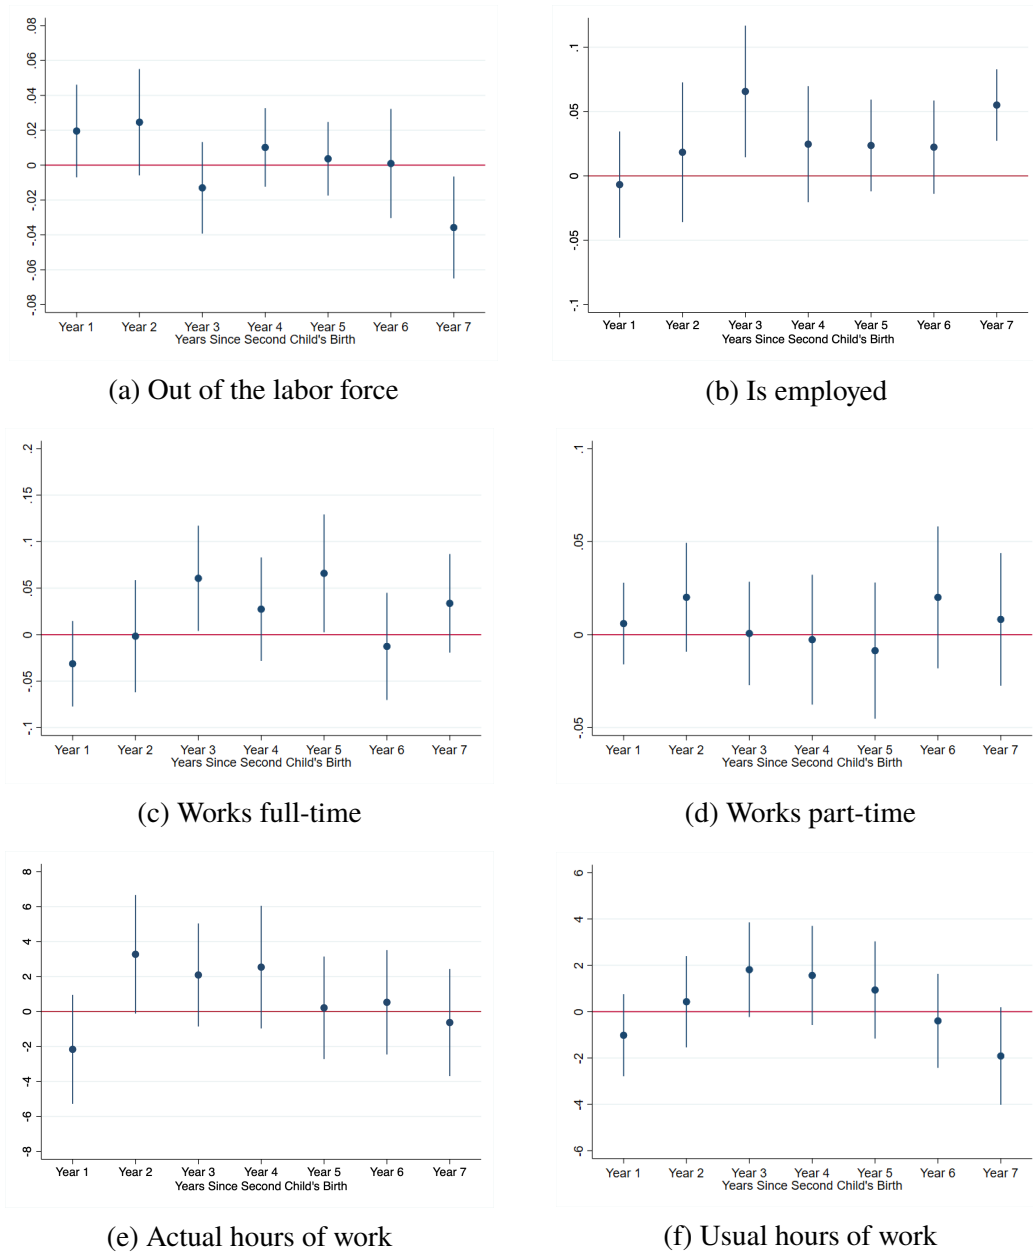 .08
.06
.04
.02
0
-.02
-.04
-.06
-.08
Year 1 Year 2 Year 3 Year 4 Year 5 Year 6 Year 7
Years Since Second Child's Birth
(a) Out of the labor force
.1
.05
0
-.05
-.1
Year 1 Year 2 Year 3 Year 4 Year 5 Year 6 Year 7
Years Since Second Child's Birth
(b) Is employed
.2
.15
.1
.05
0
-.05
-.1
Year 1 Year 2 Year 3 Year 4 Year 5 Year 6 Year 7
Years Since Second Child's Birth
(c) Works full-time
.1
.05
0
-.05
Year 1 Year 2 Year 3 Year 4 Year 5 Year 6 Year 7
Years Since Second Child's Birth
(d) Works part-time
8
6
4
2
0
-2
-4
-6
-8
Year 1 Year 2 Year 3 Year 4 Year 5 Year 6 Year 7
Years Since Second Child's Birth
(e) Actual hours of work
6
4
2
0
-2
-4
-6
Year 1 Year 2 Year 3 Year 4 Year 5 Year 6 Year 7
Years Since Second Child's Birth
(f) Usual hours of work